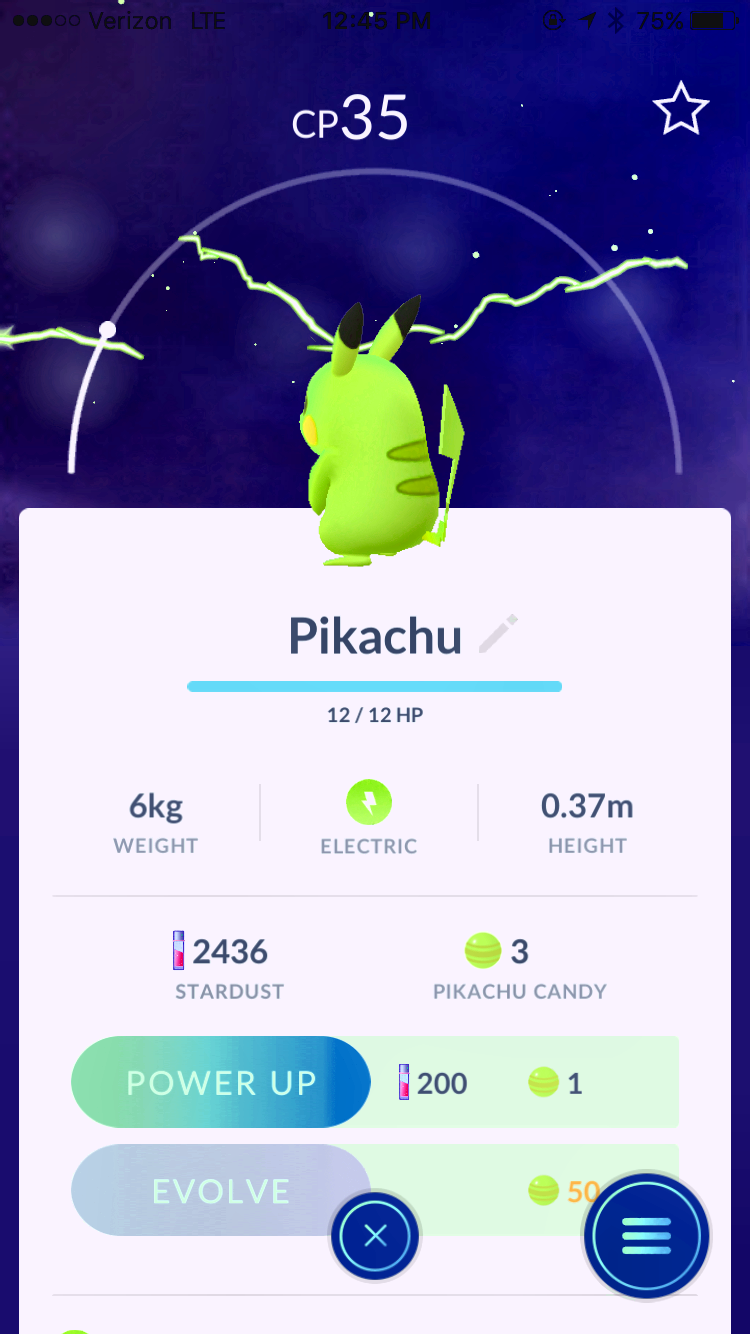 Verizon LTE 12:45 PM 75%
CP35
Pikachu
12 / 12 HP
6kg 0.37m
WEIGHT ELECTRIC HEIGHT
2436 3
STARDUST PIKACHU CANDY
POWER UP 200 1
EVOLVE 50